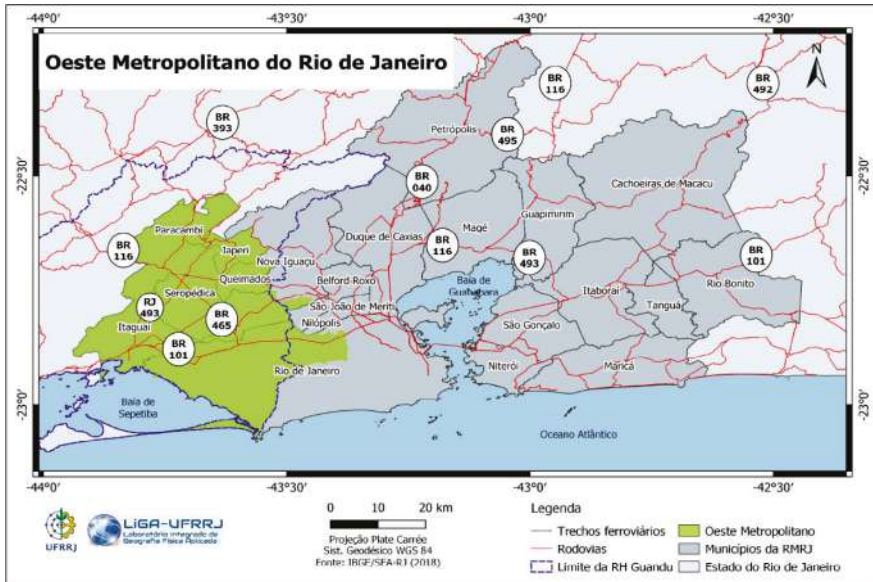 -44°0 -43°30 -43°0 -42°30
Oeste Metropolitano do Rio de Janeiro
N
BR 116
BR 492
BR 393
BR 495
Petrópolis
-22°30 -22°30
BR 040
Cachoeiras de Macacu
Paracambi
Guapimirim
Magé
BR 116
Duque de Caxias
BR 116
Japeri
BR 493
BR 101
Nova Iguaçu
Queimados
Belford-Roxo
Baía de Guanabara
Itaboraí
Rio Bonito
Seropédica
RJ 493
São João de Meriti
Tanguá
BR 465
Itaguaí
Nilópolis
São Gonçalo
BR 101
Rio de Janeiro
Niterói
Maricá
-23°0 -23°0
Baía de Sepetiba
Oceano Atlântico
-44°0 -43°30 -43°0 -42°30
UFRRJ
LiGA-UFRRJ
Laboratório Integrado de
Geografia Física Aplicada
0 10 20 km
Projeção Plate Carrée
Sist. Geodésico WGS 84
Fonte: IBGE/SEA-RJ (2018)
Legenda
Trechos ferroviários
Rodovias
Limite da RH Guandu
Oeste Metropolitano
Municípios da RMRJ
Estado do Rio de Janeiro